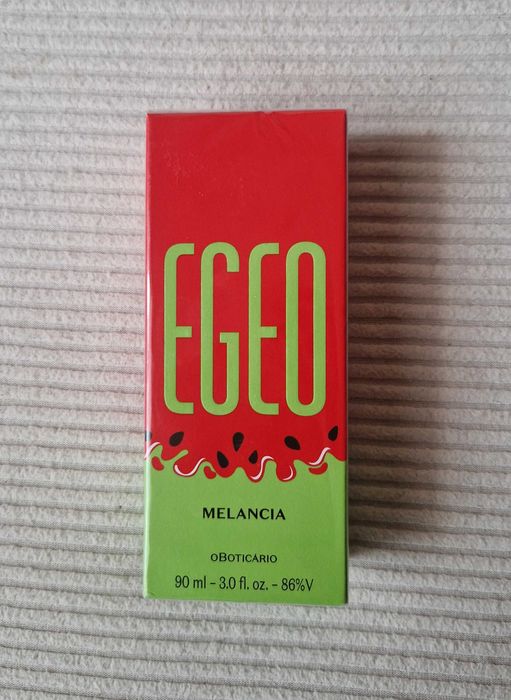 EGEO
MELANCIA
oBOTICÁRIO
90 ml - 3.0 fl. oz. - 86%V